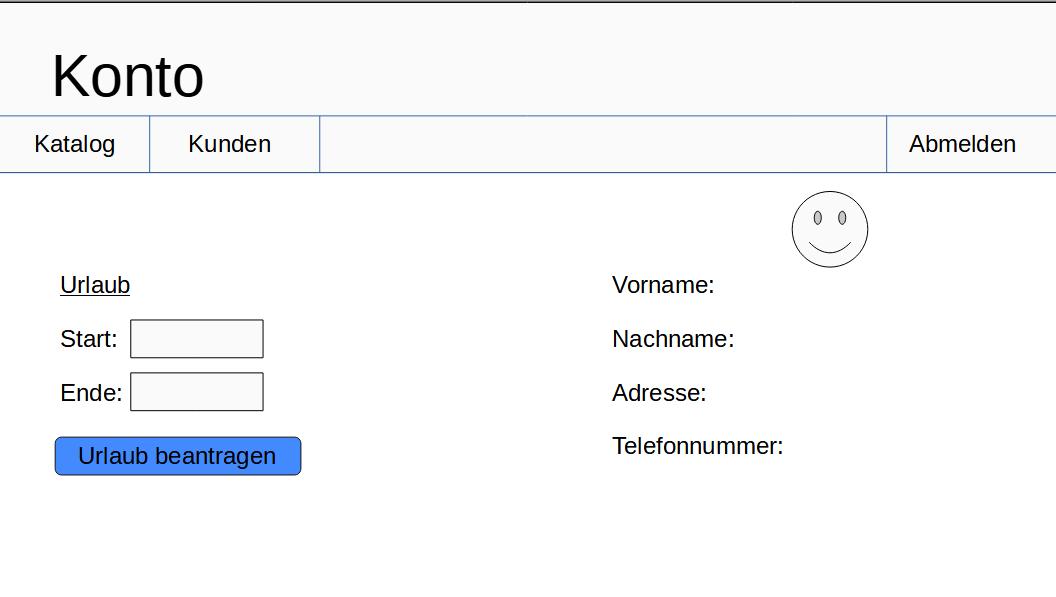 Konto
Katalog Kunden Abmelden
Urlaub
Start:
Ende:
Urlaub beantragen
Vorname:
Nachname:
Adresse:
Telefonnummer: